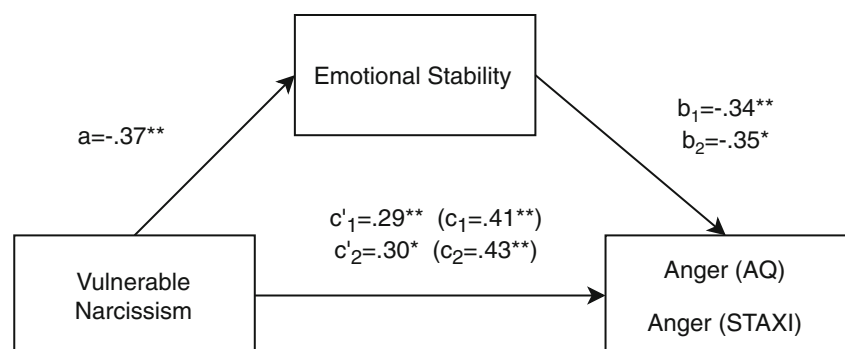 Emotional Stability
a=-.37**
b₁=-.34**
b₂=-.35*
c'₁=.29** (c₁=.41**)
c'₂=.30* (c₂=.43**)
Vulnerable
Narcissism
Anger (AQ)
Anger (STAXI)